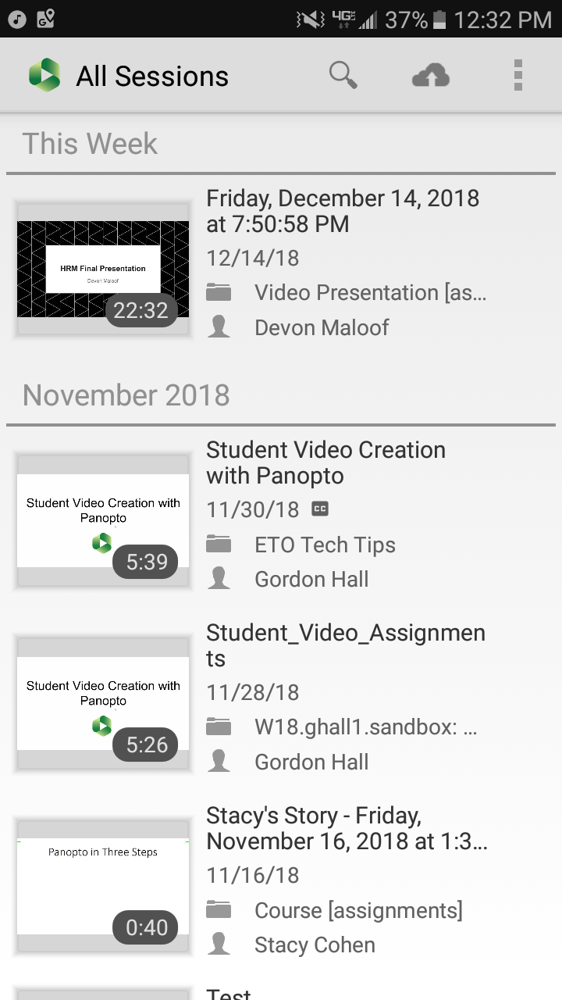 4G LTE 37% 12:32 PM
All Sessions
This Week
Friday, December 14, 2018
at 7:50:58 PM
12/14/18
HRM Final Presentation
Devon Maloof
22:32
Video Presentation [as...
Devon Maloof
November 2018
Student Video Creation
with Panopto
11/30/18 CC
Student Video Creation with
Panopto
5:39
ETO Tech Tips
Gordon Hall
Student_Video_Assignmen
ts
11/28/18
Student Video Creation with
Panopto
5:26
W18.ghall1.sandbox: ...
Gordon Hall
Stacy's Story - Friday,
November 16, 2018 at 1:3...
11/16/18
Panopto in Three Steps
0:40
Course [assignments]
Stacy Cohen
Test